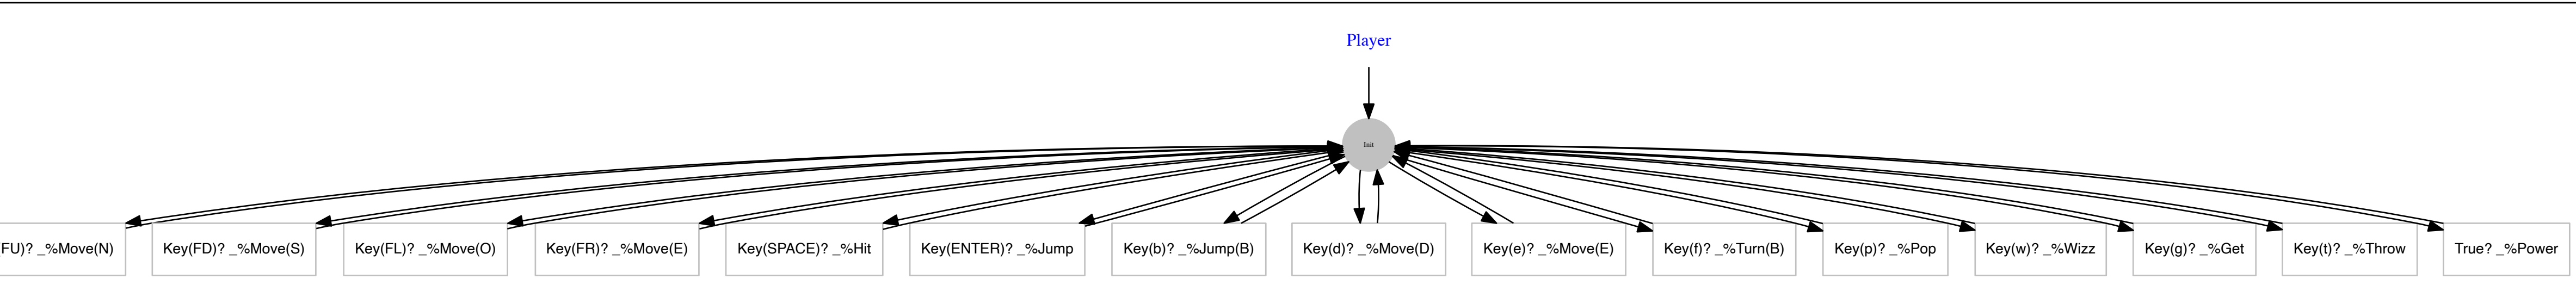 Player
Init
FU)? _%Move(N)
Key(FD)? _%Move(S)
Key(FL)? _%Move(O)
Key(FR)? _%Move(E)
Key(SPACE)? _%Hit
Key(ENTER)? _%Jump
Key(b)? _%Jump(B)
Key(d)? _%Move(D)
Key(e)? _%Move(E)
Key(f)? _%Turn(B)
Key(p)? _%Pop
Key(w)? _%Wizz
Key(g)? _%Get
Key(t)? _%Throw
True? _%Power